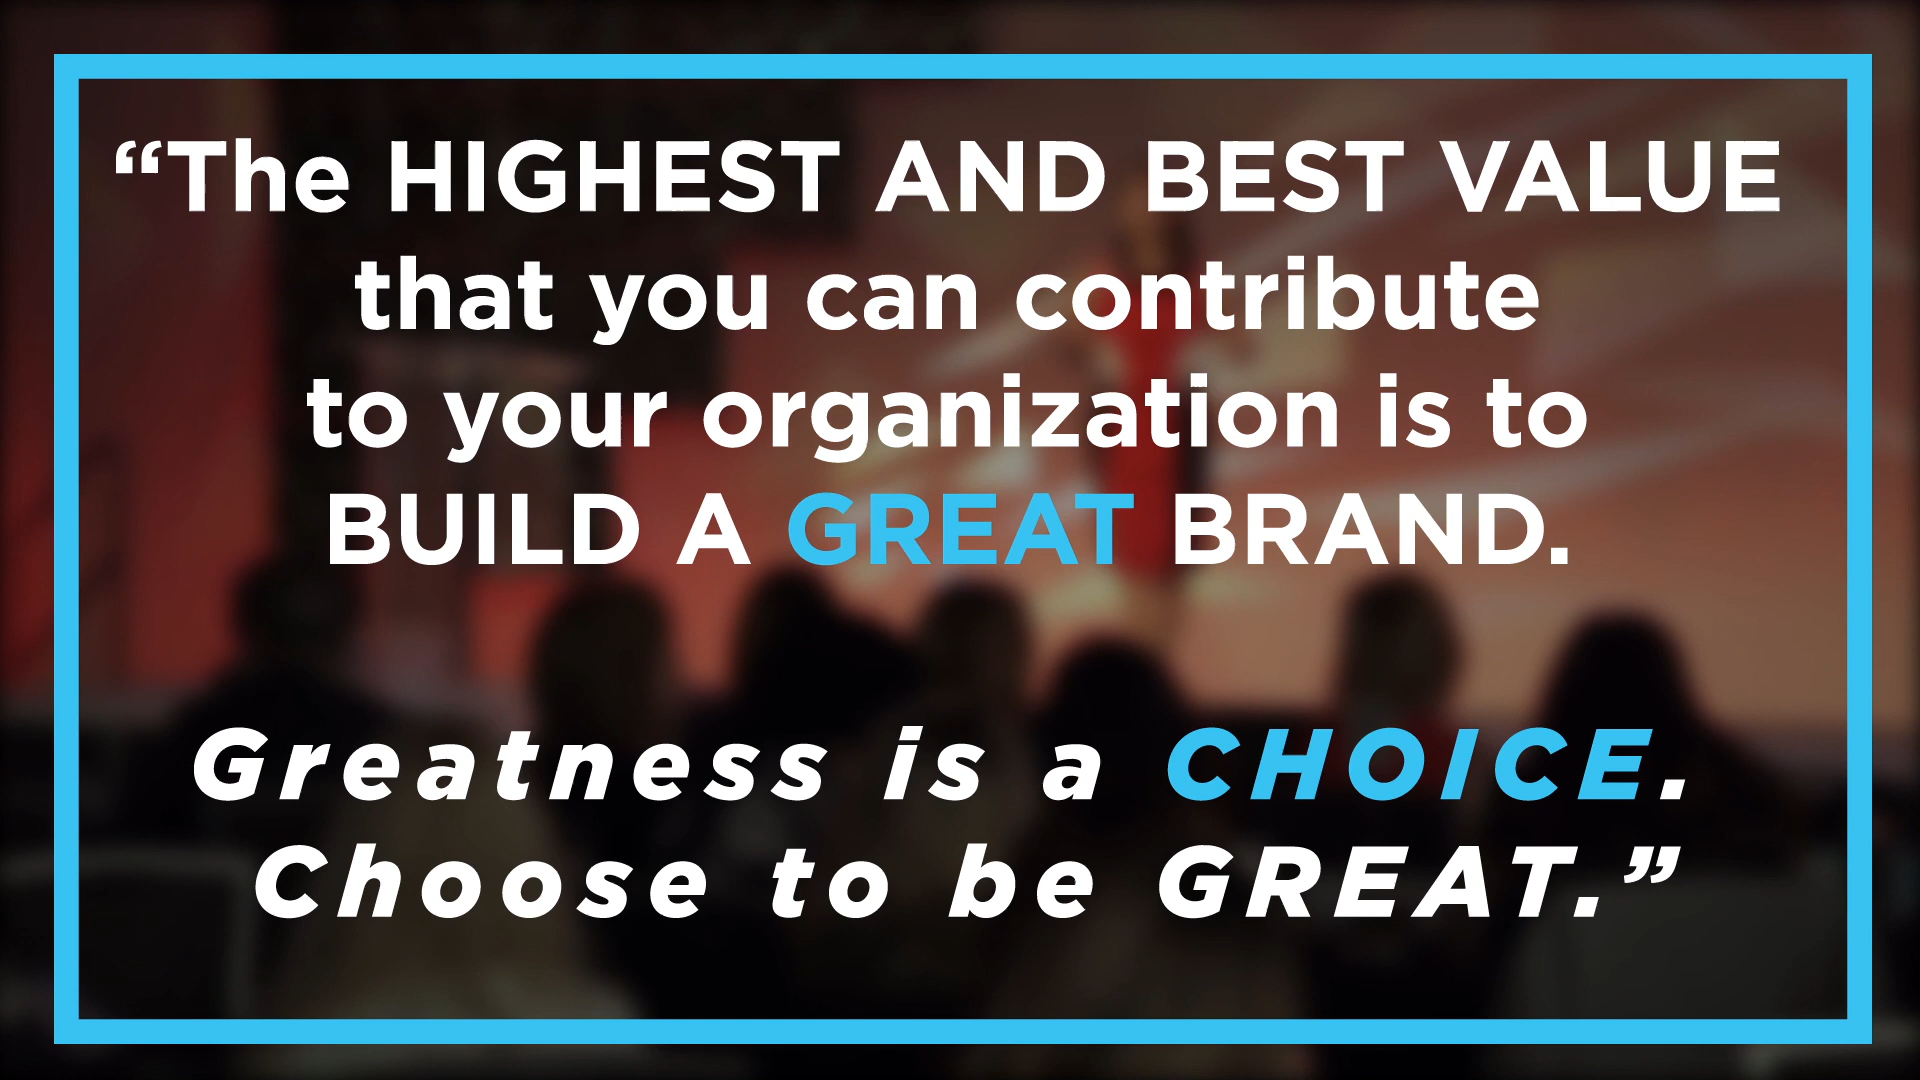 “The HIGHEST AND BEST VALUE
that you can contribute
to your organization is to
BUILD A GREAT BRAND.
Greatness is a CHOICE.
Choose to be GREAT.”